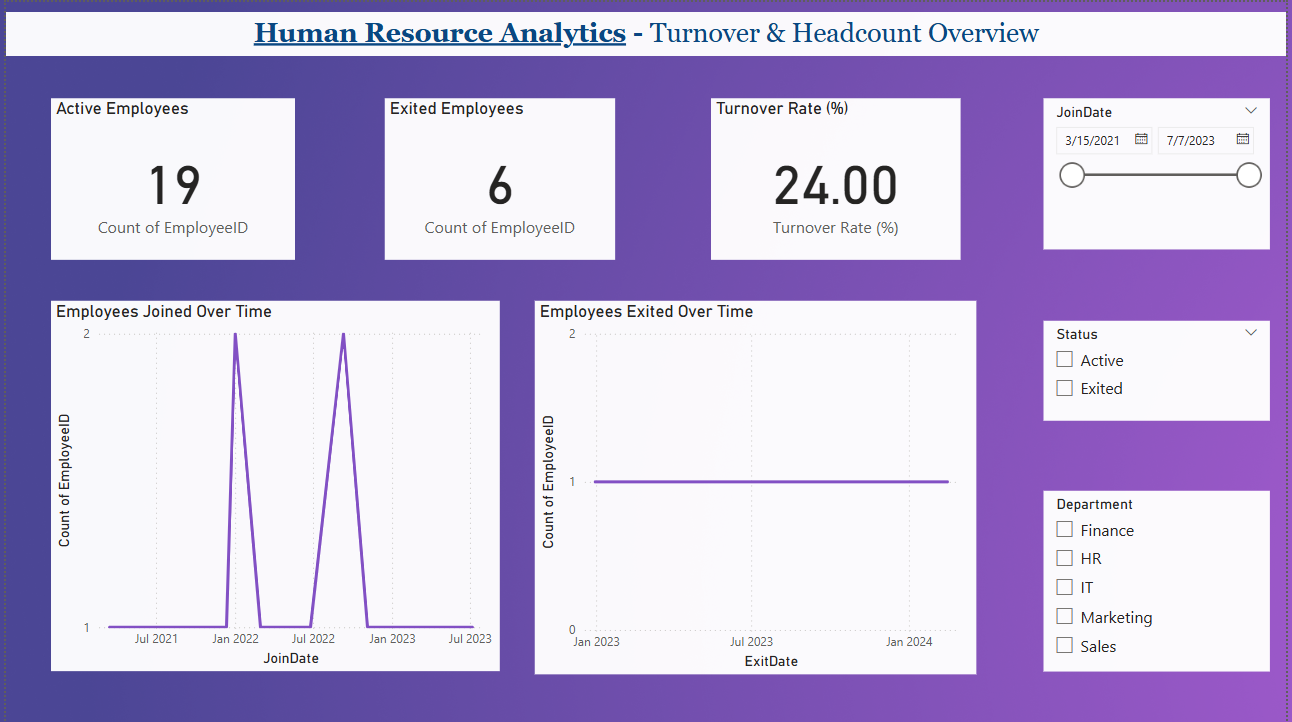 Human Resource Analytics - Turnover & Headcount Overview
Active Employees
19
Count of EmployeeID
Exited Employees
6
Count of EmployeeID
Turnover Rate (%)
24.00
Turnover Rate (%)
JoinDate
3/15/2021 7/7/2023
Employees Joined Over Time
Count of EmployeeID
2
1
Jul 2021 Jan 2022 Jul 2022 Jan 2023 Jul 2023
JoinDate
Employees Exited Over Time
Count of EmployeeID
2
1
0
Jan 2023 Jul 2023 Jan 2024
ExitDate
Status
Active
Exited
Department
Finance
HR
IT
Marketing
Sales